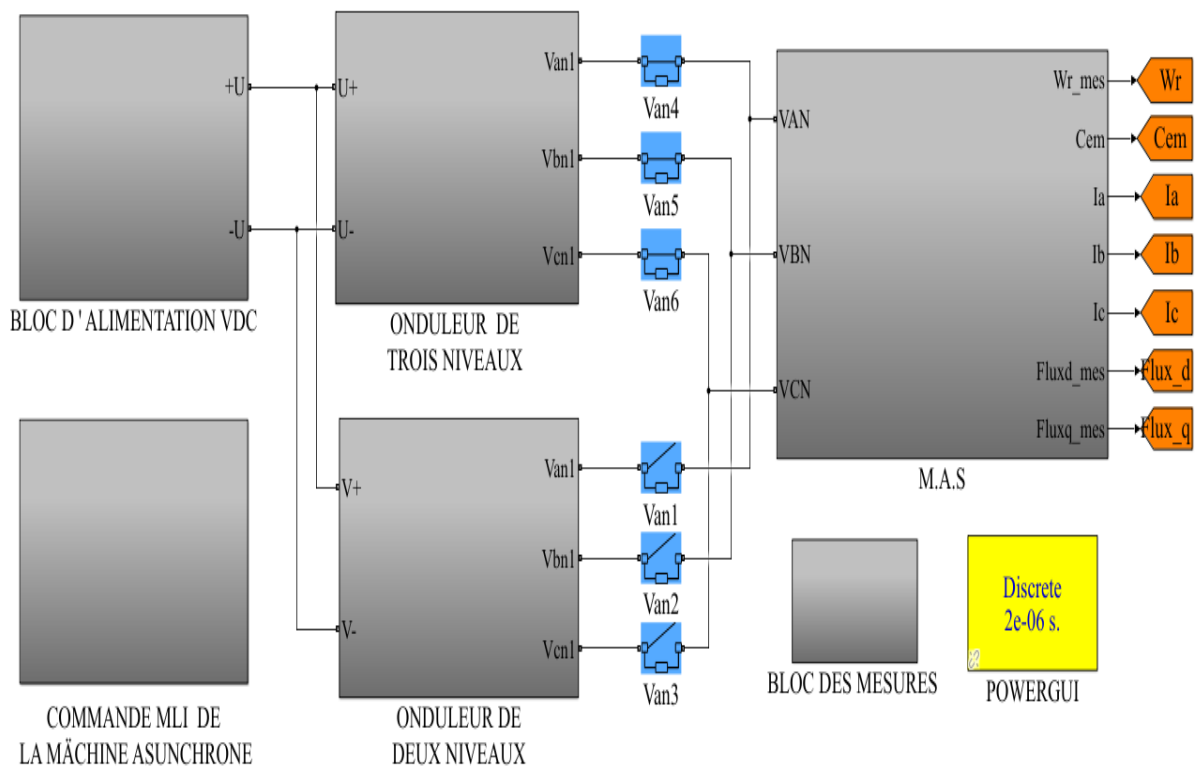 +U
-U
BLOC D ' ALIMENTATION VDC
U+
U-
Van1
Vbn1
Vcn1
ONDULEUR DE
TROIS NIVEAUX
Van4
Van5
Van6
VAN
VBN
VCN
Wr_mes
Cem
Ia
Ib
Ic
Fluxd_mes
Fluxq_mes
M.A.S
Wr
Cem
Ia
Ib
Ic
Flux_d
Flux_q
COMMANDE MLI DE
LA MÄCHINE ASUNCHRONE
V+
V-
Van1
Vbn1
Vcn1
ONDULEUR DE
DEUX NIVEAUX
Van1
Van2
Van3
BLOC DES MESURES
Discrete
2e-06 s.
POWERGUI